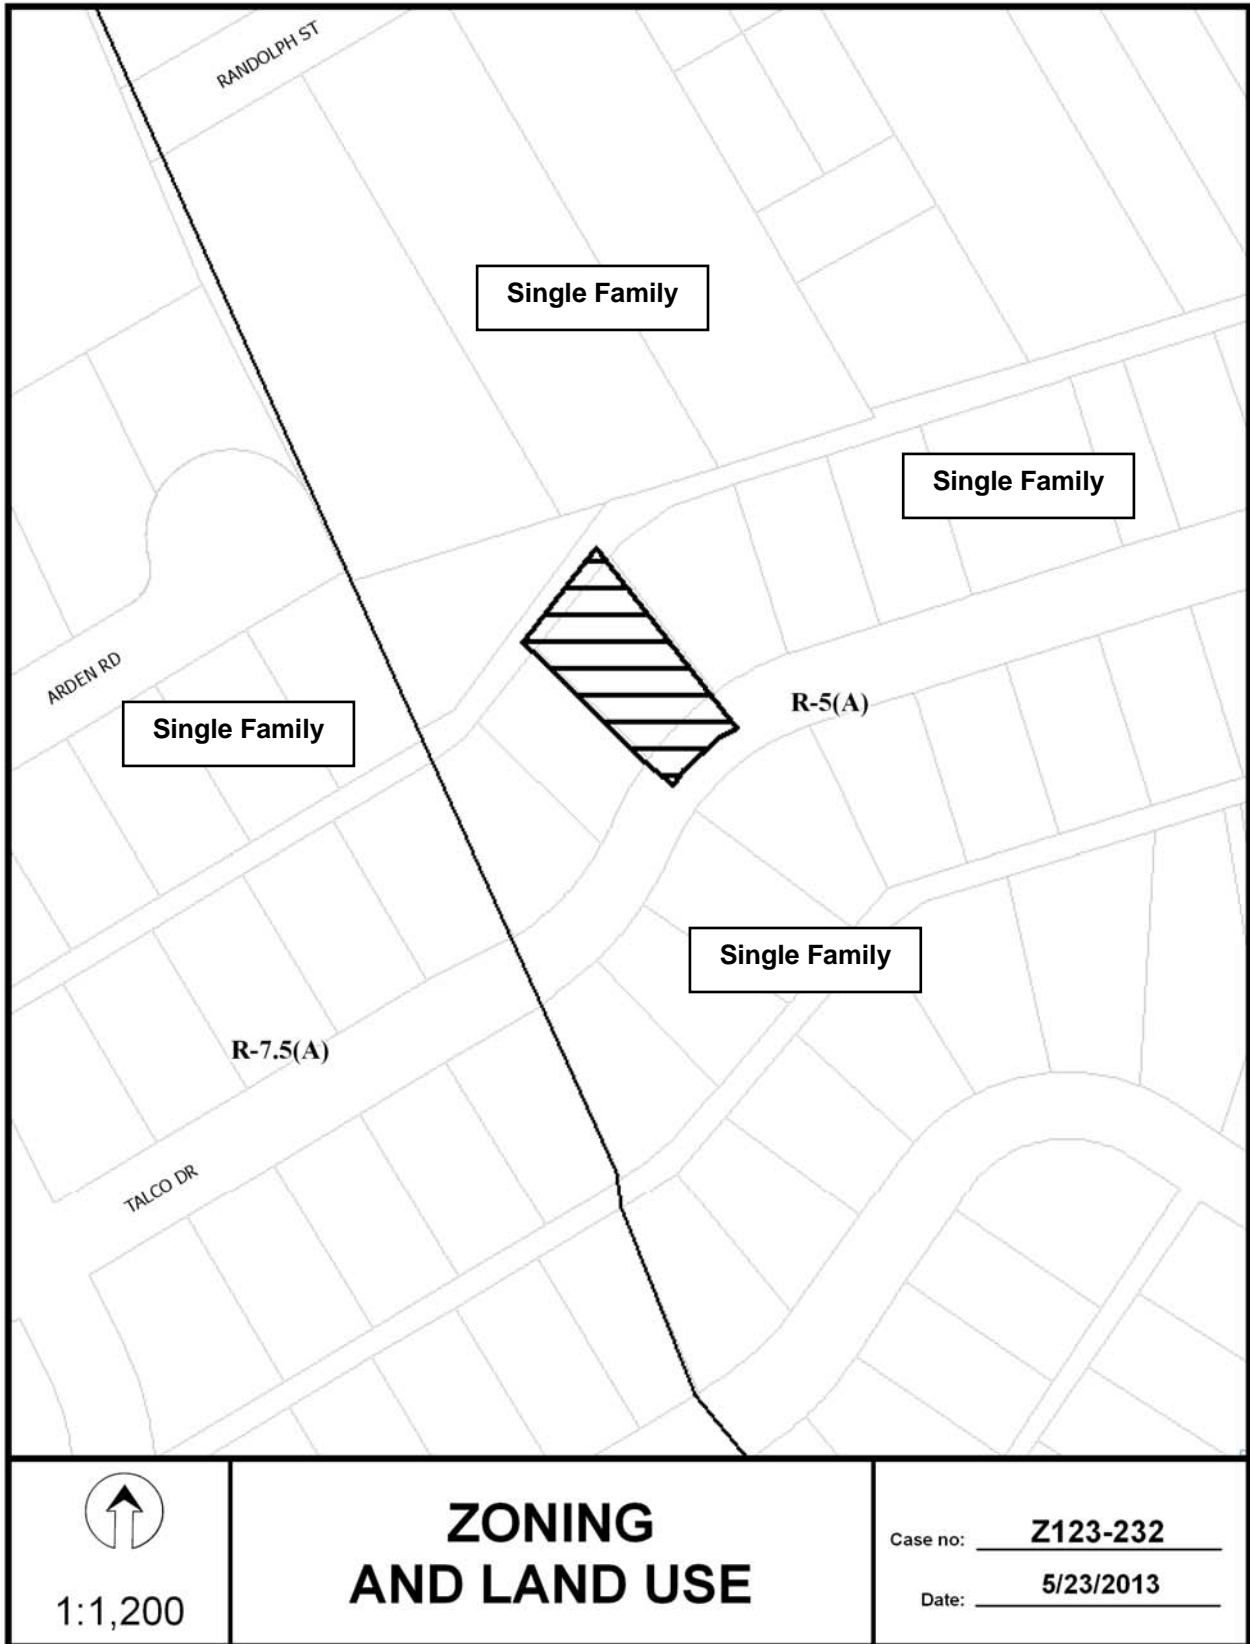 RANDOLPH ST
Single Family
Single Family
ARDEN RD
Single Family
R-5(A)
Single Family
R-7.5(A)
TALCO DR
1:1,200
ZONING
AND LAND USE
Case no: Z123-232
Date: 5/23/2013